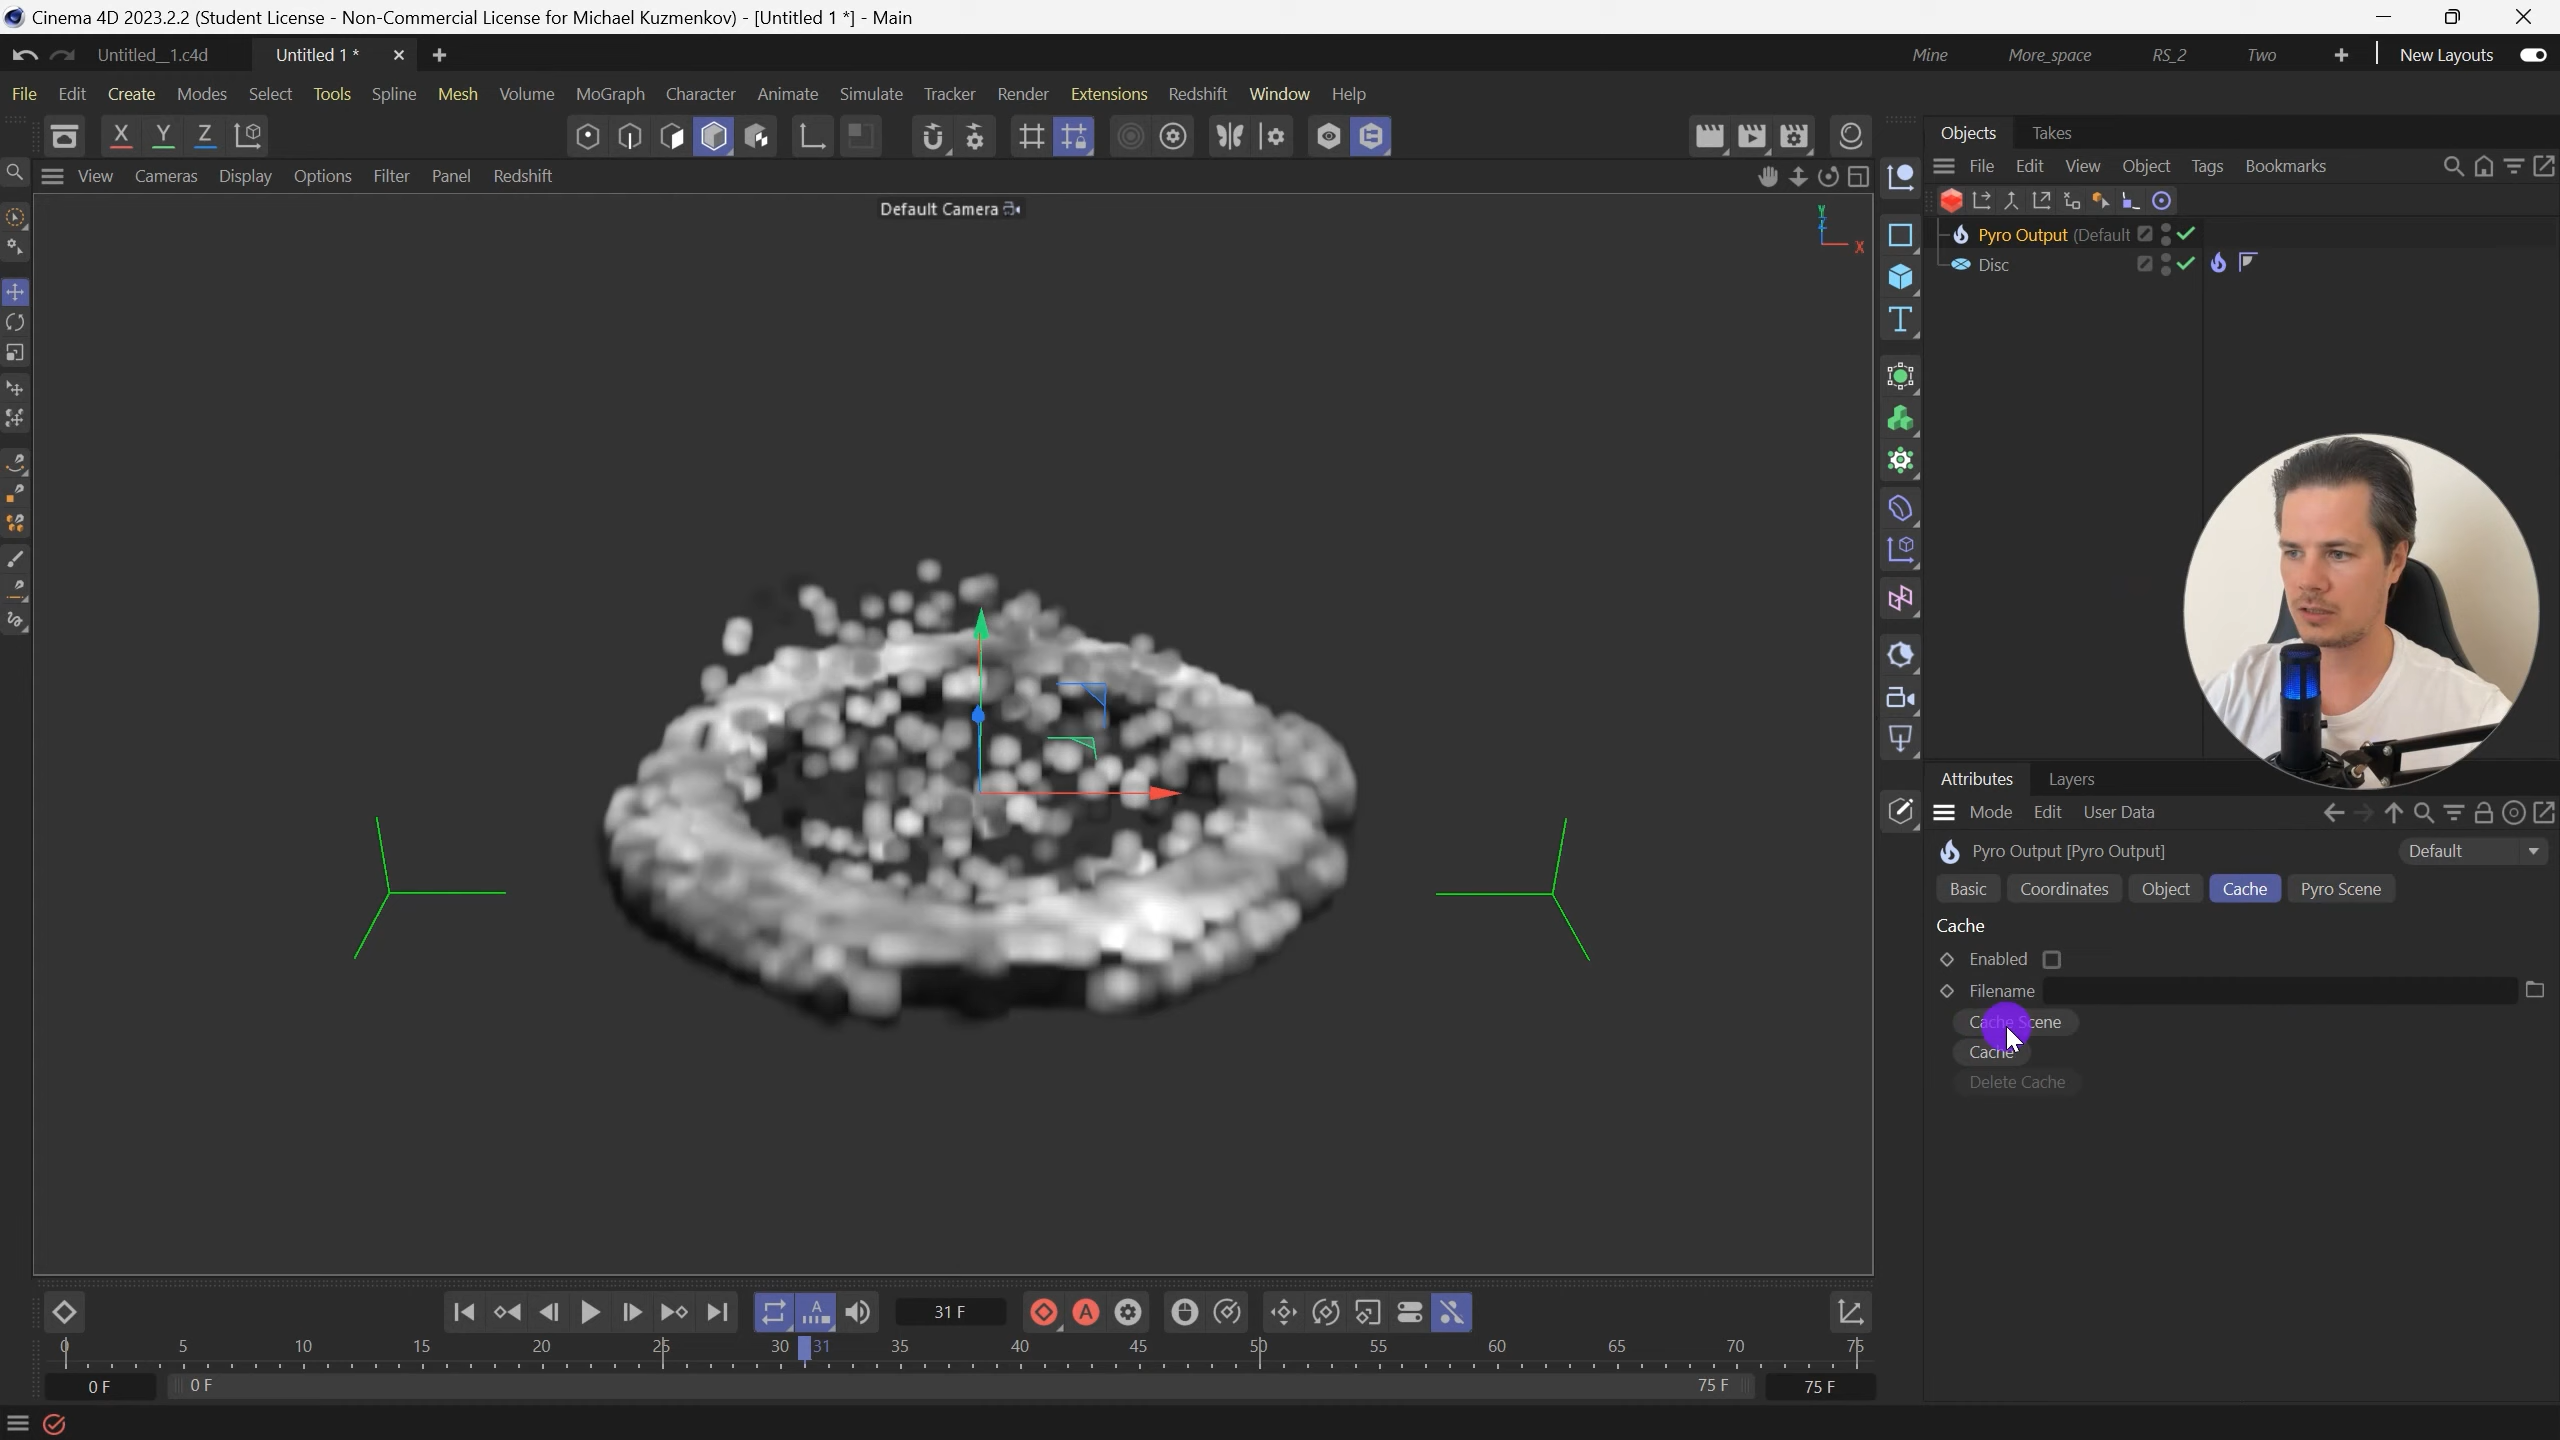 Cinema 4D 2023.2.2 (Student License - Non-Commercial License for Michael Kuzmenkov) - [Untitled 1 *] - Main
Untitled__1.c4d
Untitled 1 *
Mine
More_space
RS_2
Two
New Layouts
File Edit Create Modes Select Tools Spline Mesh Volume MoGraph Character Animate Simulate Tracker Render Extensions Redshift Window Help
X Y Z
Objects Takes
File Edit View Object Tags Bookmarks
View Cameras Display Options Filter Panel Redshift
Default Camera
Y
Z
X
Pyro Output (Default
Disc
Attributes Layers
Mode Edit User Data
Pyro Output [Pyro Output]
Default
Basic Coordinates Object Cache Pyro Scene
Cache
Enabled
Filename
Cache Scene
Cache
Delete Cache
A
31 F
A
0 5 10 15 20 25 30 31 35 40 45 50 55 60 65 70 75
0 F
0 F
75 F
75 F